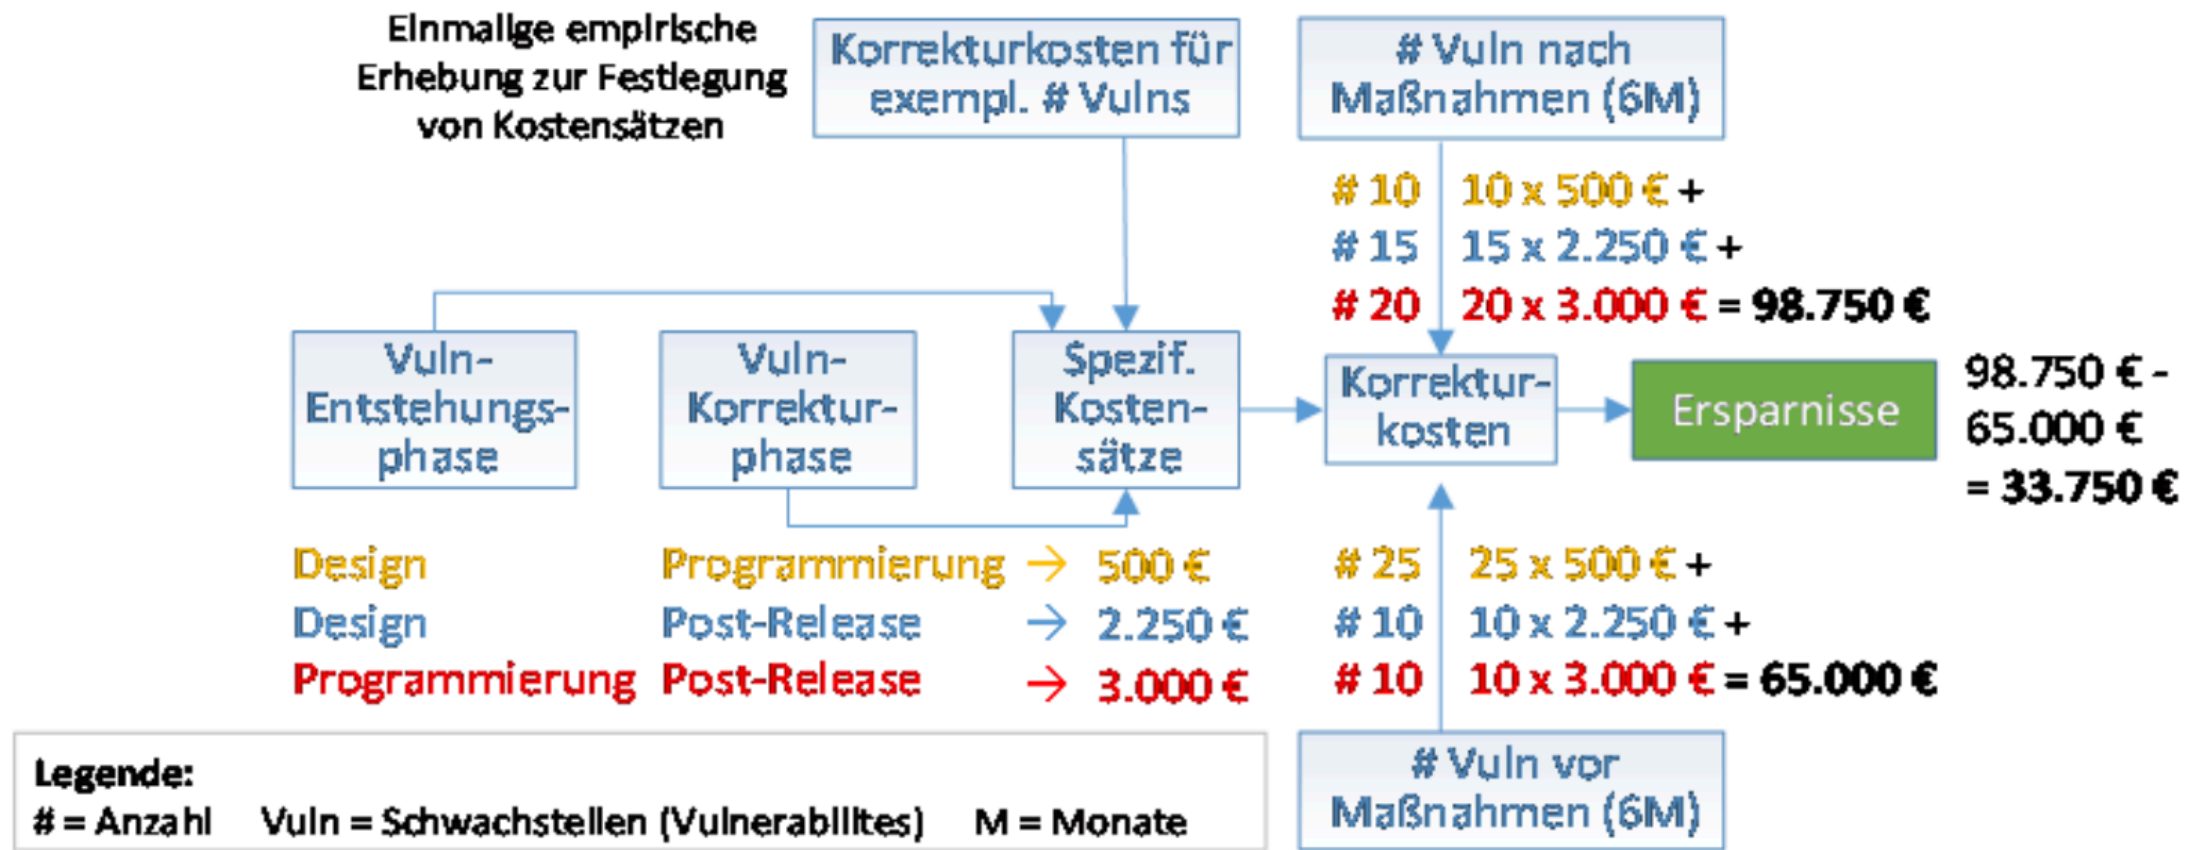 Einmalige empirische
Erhebung zur Festlegung
von Kostensätzen
Korrekturkosten für
exempl. # Vulns
# Vuln nach
Maßnahmen (6M)
# 10 10 x 500 € +
# 15 15 x 2.250 € +
# 20 20 x 3.000 € = 98.750 €
Vuln-
Entstehungs-
phase
Vuln-
Korrektur-
phase
Spezif.
Kosten-
sätze
Korrektur-
kosten
Ersparnisse
98.750 € -
65.000 €
= 33.750 €
Design Programmierung → 500 €
Design Post-Release → 2.250 €
Programmierung Post-Release → 3.000 €
# 25 25 x 500 € +
# 10 10 x 2.250 € +
# 10 10 x 3.000 € = 65.000 €
# Vuln vor
Maßnahmen (6M)
Legende:
# = Anzahl Vuln = Schwachstellen (Vulnerabilites) M = Monate